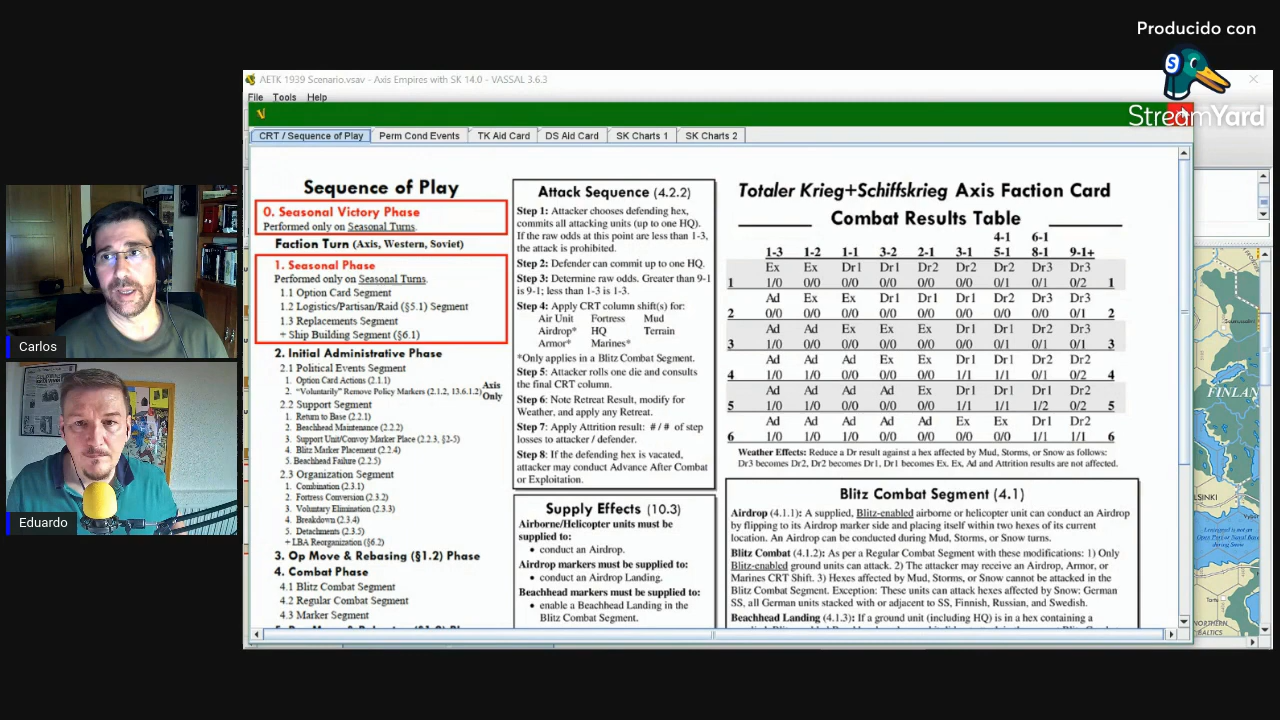 Producido con
StreamYard
AETK 1939 Scenario.vsav - Axis Empires with SK 14.0 - VASSAL 3.6.3
File Tools Help
CRT / Sequence of Play
Perm Cond Events
TK Aid Card
DS Aid Card
SK Charts 1
SK Charts 2
Sequence of Play
0. Seasonal Victory Phase
Performed only on Seasonal Turns.
Faction Turn (Axis, Western, Soviet)
1. Seasonal Phase
Performed only on Seasonal Turns.
1.1 Option Card Segment
1.2 Logistics/Partisan/Raid (§5.1) Segment
1.3 Replacements Segment
+ Ship Building Segment (§6.1)
2. Initial Administrative Phase
2.1 Political Events Segment
1. Option Card Actions (2.1.1)
2. "Voluntarily" Remove Policy Markers (2.1.2, 13.6.1.2)
Axis
Only
2.2 Support Segment
1. Return to Base (2.2.1)
2. Beachhead Maintenance (2.2.2)
3. Support Unit/Convoy Marker Place (2.2.3, §2-5)
4. Blitz Marker Placement (2.2.4)
5. Beachhead Failure (2.2.5)
2.3 Organization Segment
1. Combination (2.3.1)
2. Fortress Conversion (2.3.2)
3. Voluntary Elimination (2.3.3)
4. Breakdown (2.3.4)
5. Detachments (2.3.5)
+ LBA Reorganization (§6.2)
3. Op Move & Rebasing (§1.2) Phase
4. Combat Phase
4.1 Blitz Combat Segment
4.2 Regular Combat Segment
4.3 Marker Segment
Attack Sequence (4.2.2)
Step 1: Attacker chooses defending hex,
commits all attacking units (up to one HQ).
If the raw odds at this point are less than 1-3,
the attack is prohibited.
Step 2: Defender can commit up to one HQ.
Step 3: Determine raw odds. Greater than 9-1
is 9-1; less than 1-3 is 1-3.
Step 4: Apply CRT column shift(s) for:
Air Unit Fortress Mud
Airdrop* HQ Terrain
Armor* Marines*
*Only applies in a Blitz Combat Segment.
Step 5: Attacker rolls one die and consults
the final CRT column.
Step 6: Note Retreat Result, modify for
Weather, and apply any Retreat.
Step 7: Apply Attrition result: # / # of step
losses to attacker / defender.
Step 8: If the defending hex is vacated,
attacker may conduct Advance After Combat
or Exploitation.
Supply Effects (10.3)
Airborne/Helicopter units must be
supplied to:
• conduct an Airdrop.
Airdrop markers must be supplied to:
• conduct an Airdrop Landing.
Beachhead markers must be supplied to:
• enable a Beachhead Landing in the
Blitz Combat Segment.
Totaler Krieg+Schiffskrieg Axis Faction Card
Combat Results Table
4-1 6-1
1-3 1-2 1-1 3-2 2-1 3-1 5-1 8-1 9-1+
Ex Ex Dr1 Dr1 Dr2 Dr2 Dr2 Dr3 Dr3
1 1/0 0/0 0/0 0/0 0/0 0/0 0/1 0/1 0/2 1
Ad Ex Ex Dr1 Dr1 Dr1 Dr2 Dr3 Dr3
2 0/0 0/0 0/0 0/0 0/0 0/0 0/0 0/0 0/1 2
Ad Ad Ex Ex Ex Dr1 Dr1 Dr2 Dr3
3 1/0 0/0 0/0 0/0 0/0 0/0 0/1 0/1 0/1 3
Ad Ad Ad Ex Ex Dr1 Dr1 Dr2 Dr2
4 1/0 1/0 0/0 0/0 0/0 1/1 1/1 0/1 0/2 4
Ad Ad Ad Ad Ex Dr1 Dr1 Dr1 Dr2
5 1/0 1/0 0/0 0/0 0/0 1/1 1/1 1/2 0/2 5
Ad Ad Ad Ad Ad Ex Ex Dr1 Dr2
6 1/0 1/0 1/0 0/0 0/0 0/0 0/0 1/1 1/1 6
Weather Effects: Reduce a Dr result against a hex affected by Mud, Storms, or Snow as follows:
Dr3 becomes Dr2, Dr2 becomes Dr1, Dr1 becomes Ex. Ex, Ad and Attrition results are not affected.
Blitz Combat Segment (4.1)
Airdrop (4.1.1): A supplied, Blitz-enabled airborne or helicopter unit can conduct an Airdrop
by flipping to its Airdrop marker side and placing itself within two hexes of its current
location. An Airdrop can be conducted during Mud, Storms, or Snow turns.
Blitz Combat (4.1.2): As per a Regular Combat Segment with these modifications: 1) Only
Blitz-enabled ground units can attack. 2) The attacker may receive an Airdrop, Armor, or
Marines CRT Shift. 3) Hexes affected by Mud, Storms, or Snow cannot be attacked in the
Blitz Combat Segment. Exception: These units can attack hexes affected by Snow: German
SS, all German units stacked with or adjacent to SS, Finnish, Russian, and Swedish.
Beachhead Landing (4.1.3): If a ground unit (including HQ) is in a hex containing a
FINLAN
LSINKI
NORTHERN
BALTICS
Carlos
Eduardo